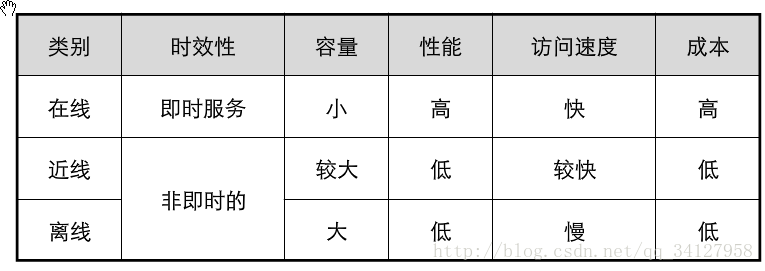 类别 时效性 容量 性能 访问速度 成本
在线 即时服务 小 高 快 高
近线 非即时的 较大 低 较快 低
离线 大 低 慢 低
http://blog.csdn.net/qq_34127958